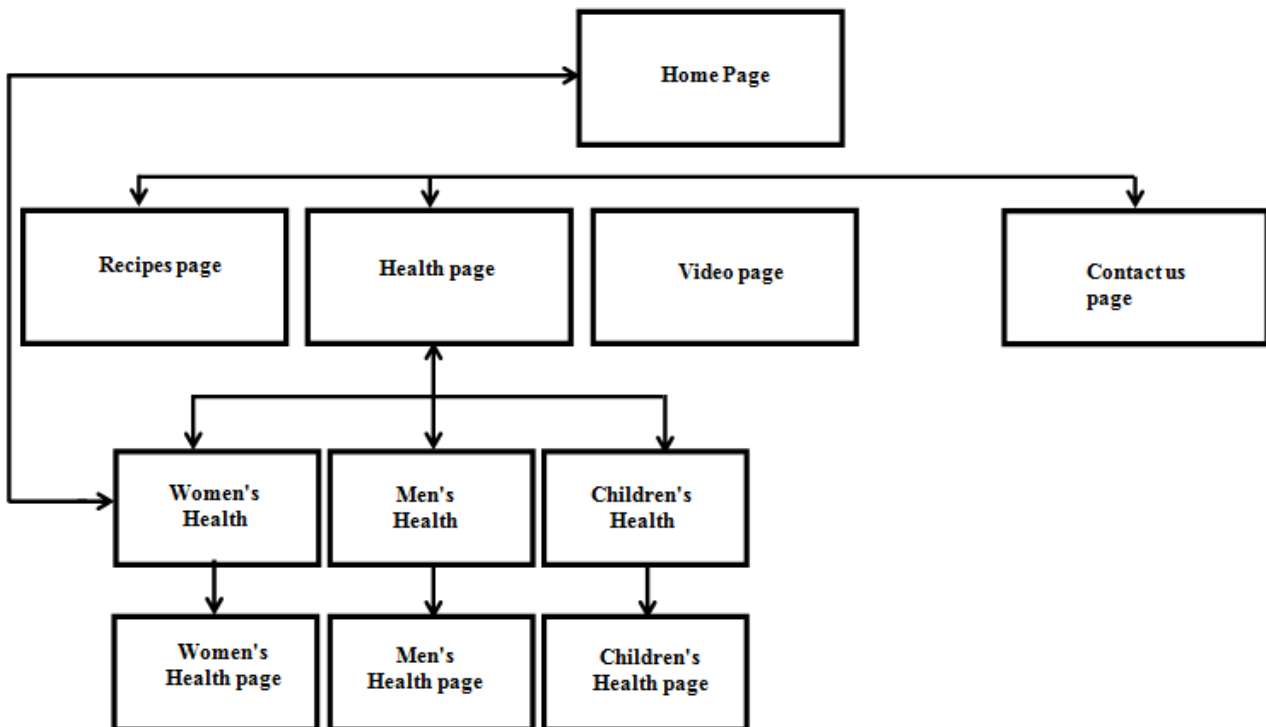 Home Page
Recipes page
Health page
Video page
Contact us
page
Women's
Health
Men's
Health
Children's
Health
Women's
Health page
Men's
Health page
Children's
Health page